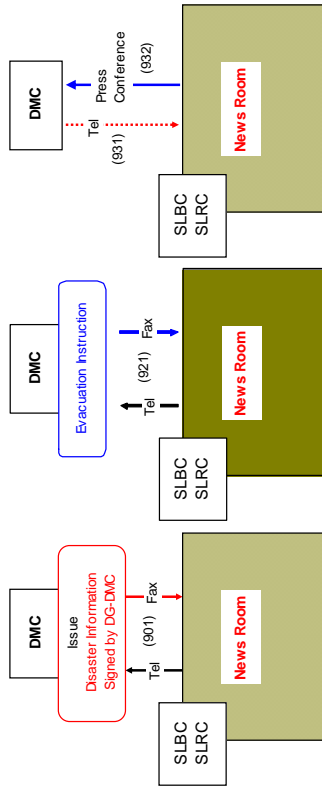 DMC
Issue
Disaster Information
Signed by DG-DMC
Tel
(901)
Fax
SLBC
SLRC
News Room
DMC
Evacuation Instruction
Tel
(921)
Fax
SLBC
SLRC
News Room
DMC
Tel
(931)
Press
Conference
(932)
SLBC
SLRC
News Room